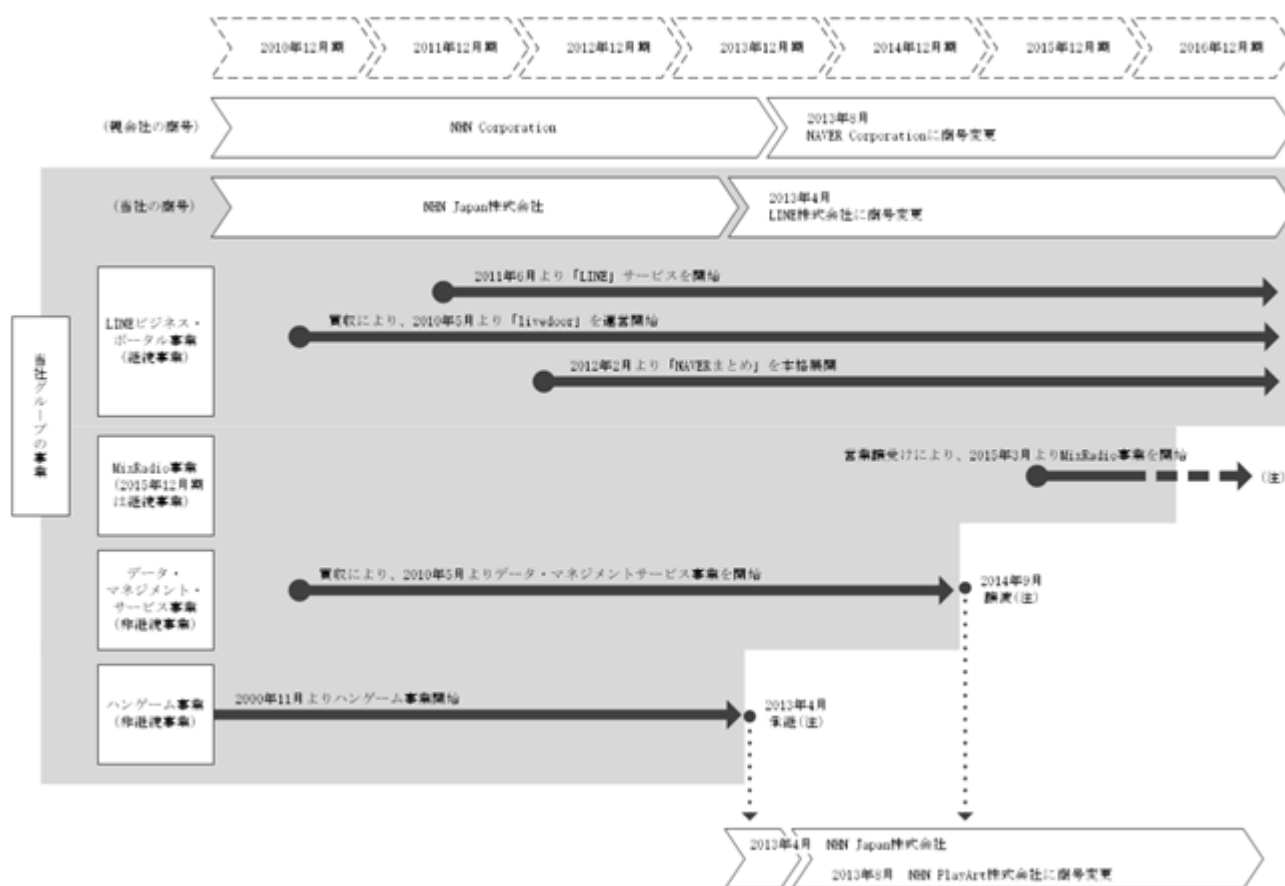 2010年12月期
2011年12月期
2012年12月期
2013年12月期
2014年12月期
2015年12月期
2016年12月期
(親会社の商号)
NHN Corporation
2013年8月
NAVER Corporationに商号変更
(当社の商号)
NHN Japan株式会社
2013年4月
LINE株式会社に商号変更
当社グループの事業
LINEビジネス・
ポータル事業
(継続事業)
2011年6月より「LINE」サービスを開始
買収により、2010年5月より「livedoor」を運営開始
2012年2月より「NAVERまとめ」を本格展開
MixRadio事業
(2015年12月期
は継続事業)
営業譲受けにより、2015年3月よりMixRadio事業を開始
(注)
データ・
マネジメント・
サービス事業
(非継続事業)
買収により、2010年5月よりデータ・マネジメントサービス事業を開始
2014年9月
譲渡(注)
ハンゲーム事業
(非継続事業)
2000年11月よりハンゲーム事業開始
2013年4月
承継(注)
2013年4月 NHN Japan株式会社
2013年8月 NHN PlayArt株式会社に商号変更